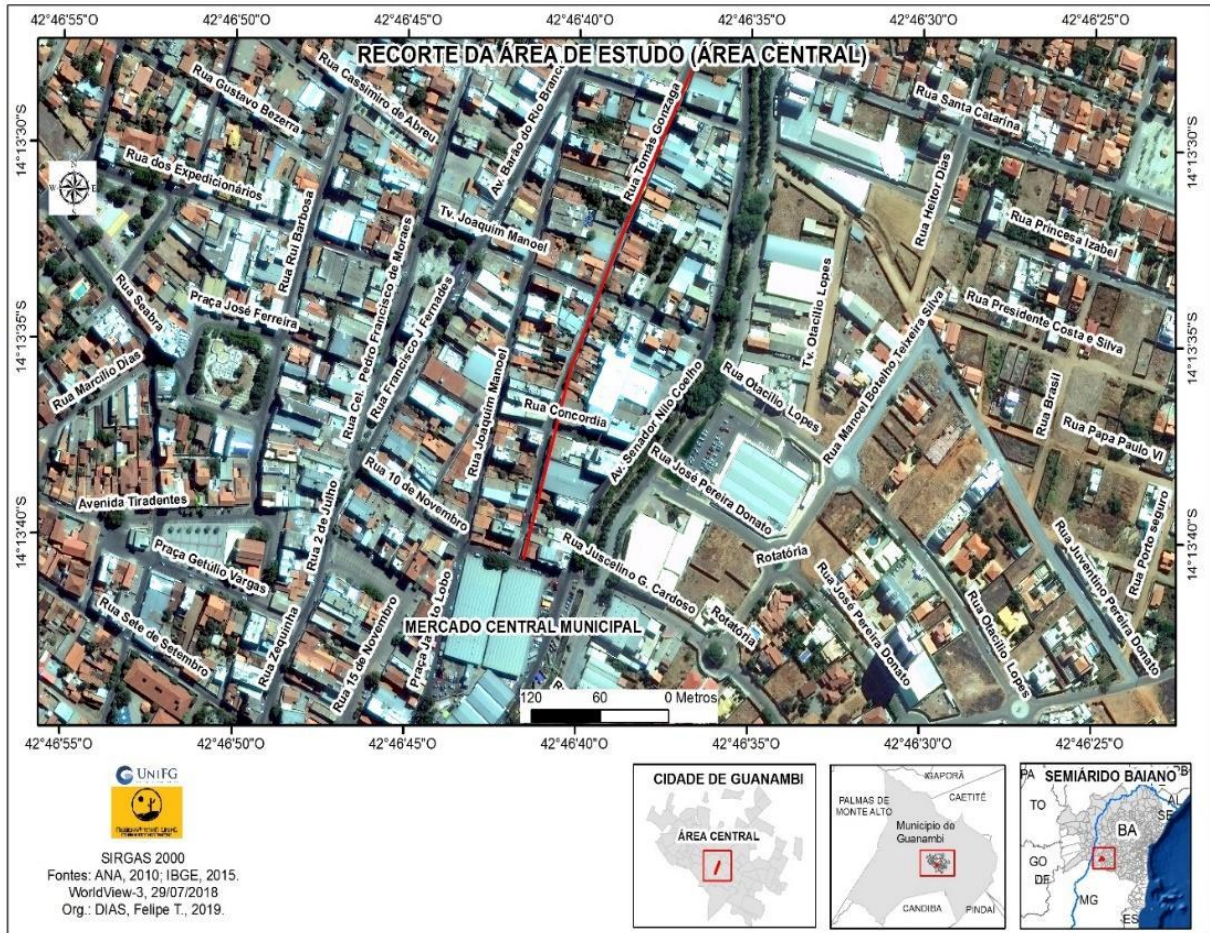 42°46'55"O 42°46'50"O 42°46'45"O 42°46'40"O 42°46'35"O 42°46'30"O 42°46'25"O
RECORTE DA ÁREA DE ESTUDO (ÁREA CENTRAL)
14°13'30"S
14°13'35"S
14°13'40"S
14°13'30"S
14°13'35"S
14°13'40"S
Rua Gustavo Bezerra
Rua Cassimiro de Abreu
Av. Barão do Rio Branco
Rua Tomás Gonzaga
Rua Santa Catarina
Rua dos Expedicionários
Rua Rui Barbosa
Rua Cel. Pedro Francisco de Moraes
Tv. Joaquim Manoel
Rua Heitor Dias
Rua Princesa Izabel
Rua Seabra
Praça José Ferreira
Rua Francisco J Fernades
Tv. Otacílio Lopes
Rua Presidente Costa e Silva
Rua Marcílio Dias
Rua Joaquim Manoel
Rua Concordia
Av. Senador Nilo Coelho
Rua Otacílio Lopes
Rua Manoel Botelho Teixeira Silva
Rua Brasil
Rua Papa Paulo VI
Avenida Tiradentes
Rua 2 de Julho
Rua 10 de Novembro
Rua José Pereira Donato
Rua Porto seguro
Praça Getúlio Vargas
Rua Juscelino G. Cardoso
Rotatória
Rotatória
Rua José Pereira Donato
Rua Otacílio Lopes
Rua Juventino Pereira Donato
Rua Sete de Setembro
Rua Zequinha
Rua 15 de Novembro
Lobo
MERCADO CENTRAL MUNICIPAL
120 60 0 Metros
42°46'55"O 42°46'50"O 42°46'45"O 42°46'40"O 42°46'35"O 42°46'30"O 42°46'25"O
UNIFG
SIRGAS 2000
Fontes: ANA, 2010; IBGE, 2015.
WorldView-3, 29/07/2018
Org.: DIAS, Felipe T., 2019.
CIDADE DE GUANAMBI
ÁREA CENTRAL
IGAPORÃ
CAETITÉ
PALMAS DE
MONTE ALTO
Município de
Guanambi
CANDIBA
PINDAÍ
SEMIÁRIDO BAIANO
PA
TO
AL
SE
BA
GO
DF
MG
ES